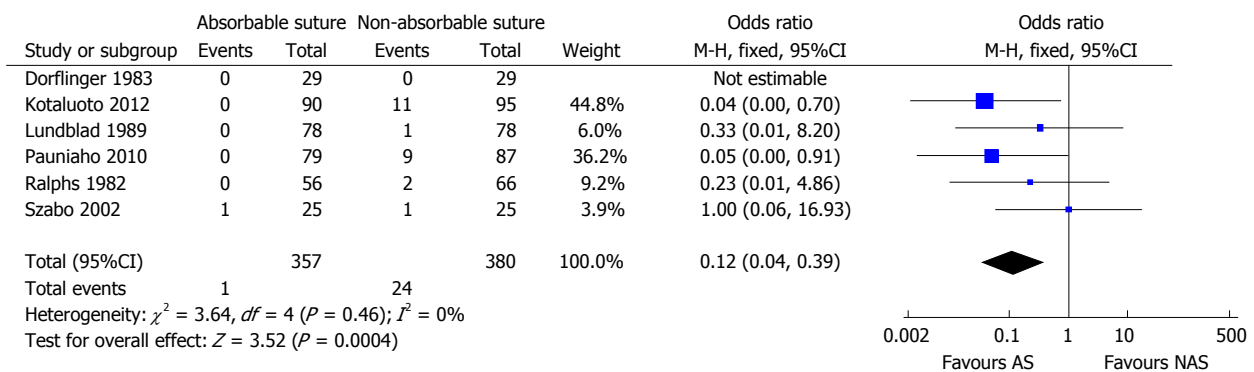 Absorbable suture Non-absorbable suture Odds ratio Odds ratio
Study or subgroup Events Total Events Total Weight M-H, fixed, 95%CI M-H, fixed, 95%CI
Dorflinger 1983 0 29 0 29 Not estimable
Kotaluoto 2012 0 90 11 95 44.8% 0.04 (0.00, 0.70)
Lundblad 1989 0 78 1 78 6.0% 0.33 (0.01, 8.20)
Pauniaho 2010 0 79 9 87 36.2% 0.05 (0.00, 0.91)
Ralphs 1982 0 56 2 66 9.2% 0.23 (0.01, 4.86)
Szabo 2002 1 25 1 25 3.9% 1.00 (0.06, 16.93)
Total (95%CI) 357 380 100.0% 0.12 (0.04, 0.39)
Total events 1 24
Heterogeneity: χ² = 3.64, df = 4 (P = 0.46); I² = 0%
Test for overall effect: Z = 3.52 (P = 0.0004)
0.002 0.1 1 10 500
Favours AS Favours NAS